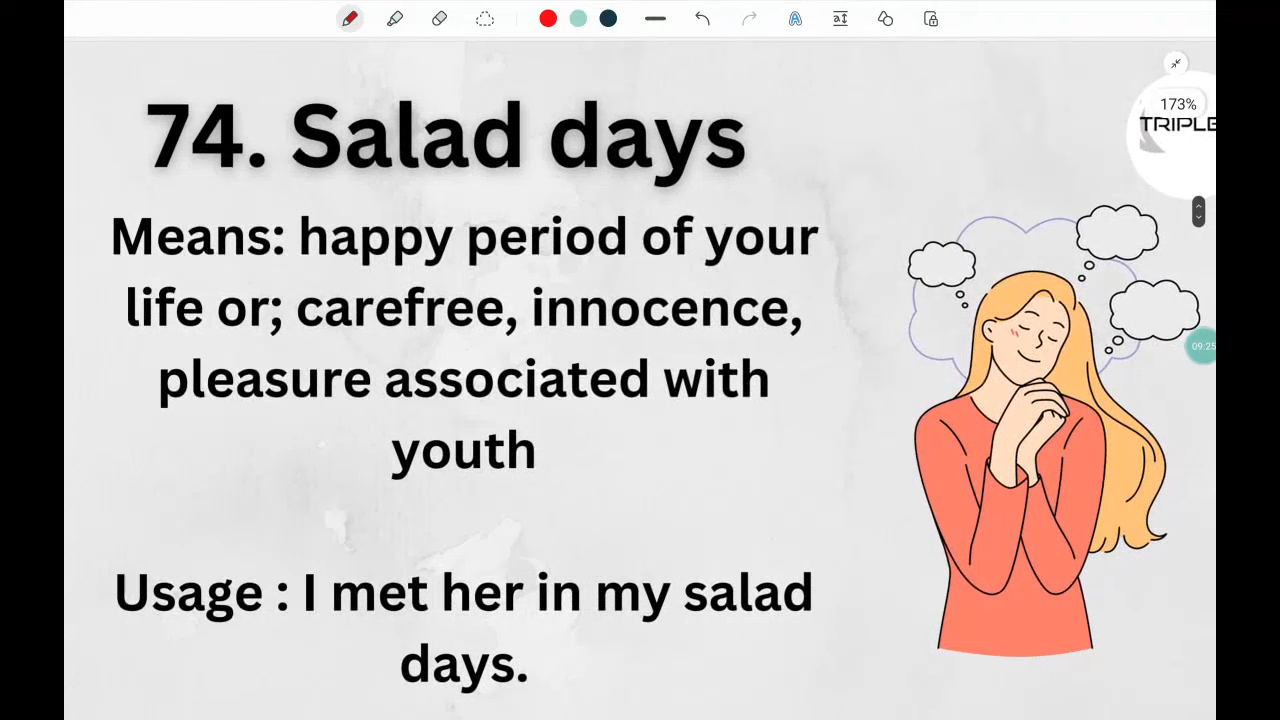 173%
TRIPLE
74. Salad days
Means: happy period of your
life or; carefree, innocence,
pleasure associated with
youth
09:25
Usage : I met her in my salad
days.